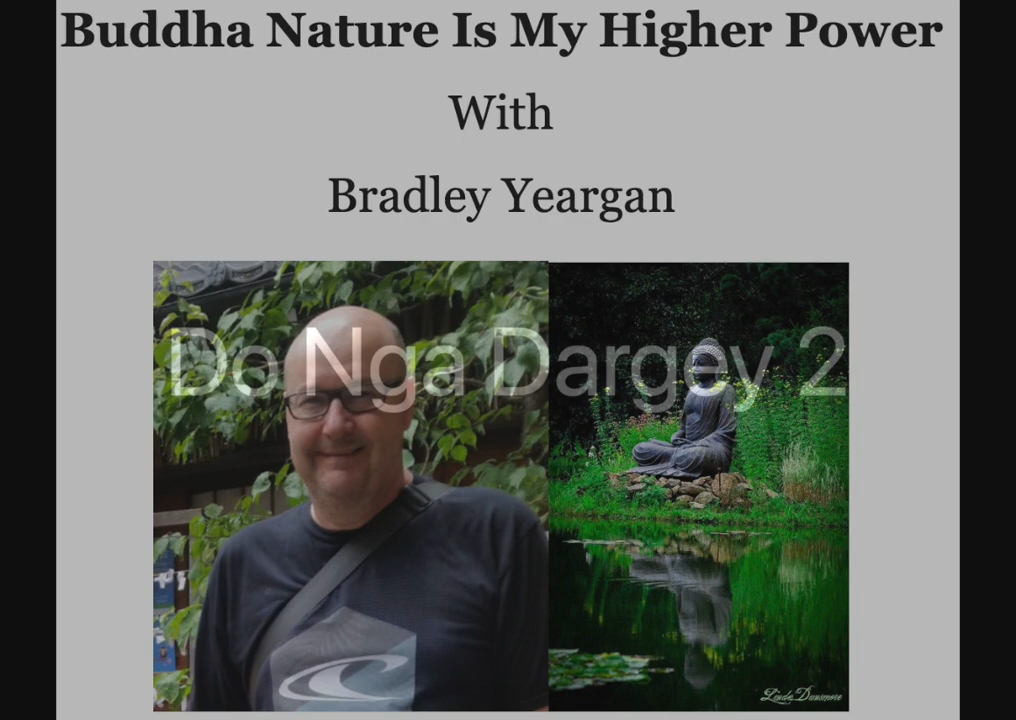 Buddha Nature Is My Higher Power
With
Bradley Yeargan
Do Nga Dargey 2
Linda Dunsmore